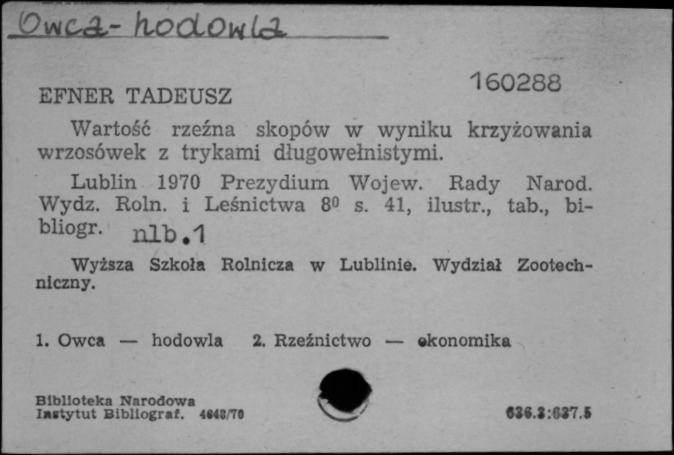 Owca - hodowla
160288
EFNER TADEUSZ
Wartość rzeźna skopów w wyniku krzyżowania
wrzosówek z trykami długowełnistymi.
Lublin 1970 Prezydium Wojew. Rady Narod.
Wydz. Roln. i Leśnictwa 8⁰ s. 41, ilustr., tab., bi-
bliogr. nlb.1
Wyższa Szkoła Rolnicza w Lublinie. Wydział Zootech-
niczny.
1. Owca — hodowla 2. Rzeźnictwo — ekonomika
Biblioteka Narodowa
Instytut Bibliograf. 4643/70
636.3:637.5